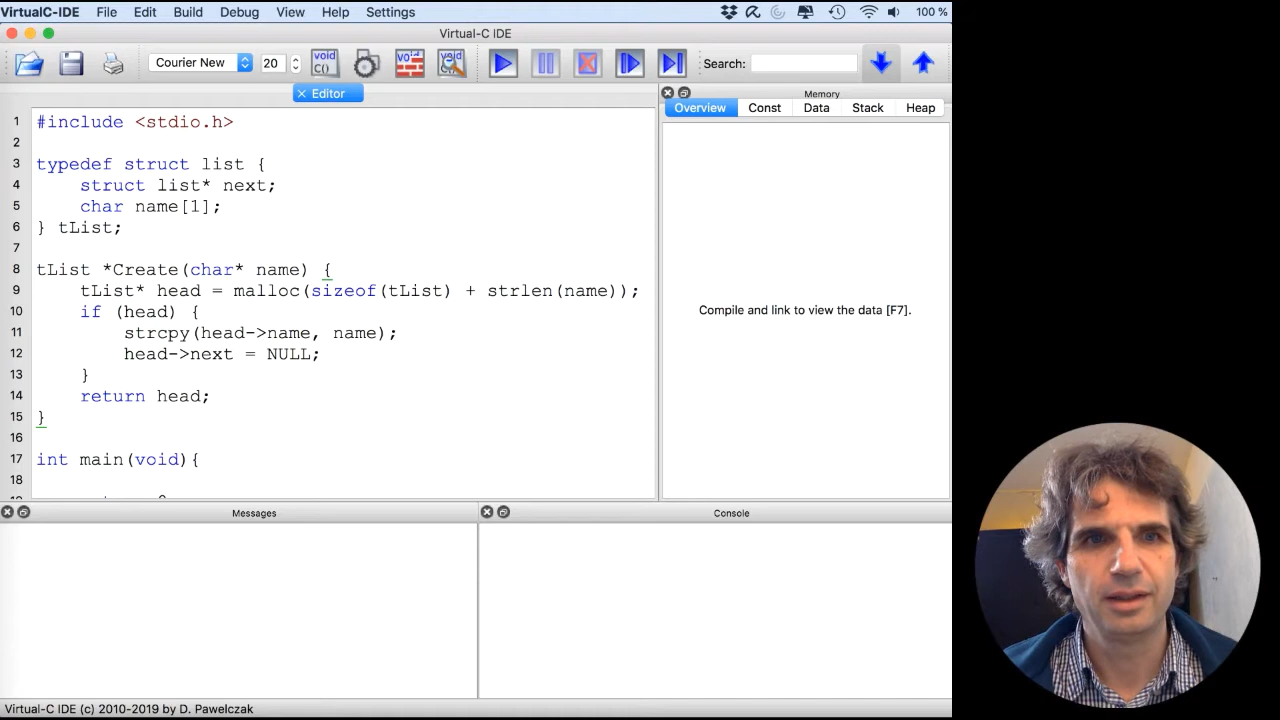 VirtualC-IDE File Edit Build Debug View Help Settings 100 %
Virtual-C IDE
Courier New 20 void C() void void C() Search:
Editor
Memory
Overview Const Data Stack Heap
1 #include <stdio.h>
2
3 typedef struct list {
4 struct list* next;
5 char name[1];
6 } tList;
7
8 tList *Create(char* name) {
9 tList* head = malloc(sizeof(tList) + strlen(name));
10 if (head) {
11 strcpy(head->name, name);
12 head->next = NULL;
13 }
14 return head;
15 }
16
17 int main(void){
18
Compile and link to view the data [F7].
Messages
Console
Virtual-C IDE (c) 2010-2019 by D. Pawelczak